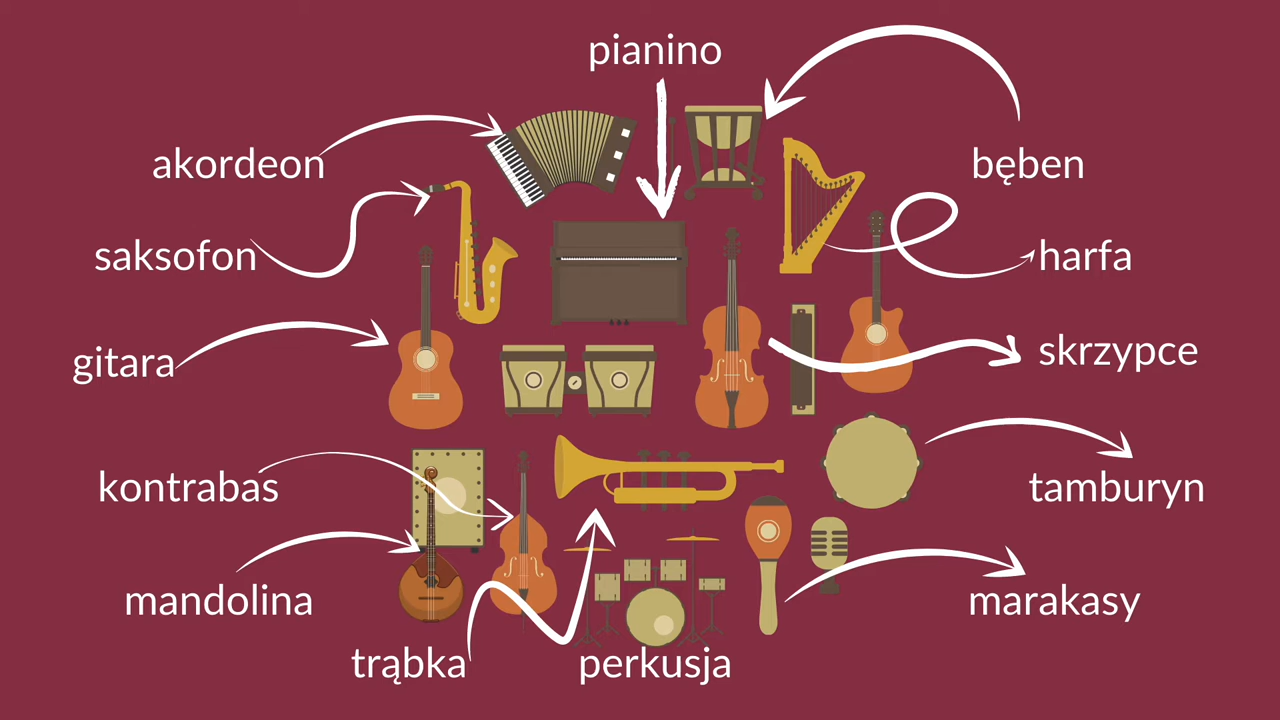 pianino
akordeon
bęben
saksofon
harfa
gitara
skrzypce
kontrabas
tamburyn
mandolina
marakasy
trąbka
perkusja